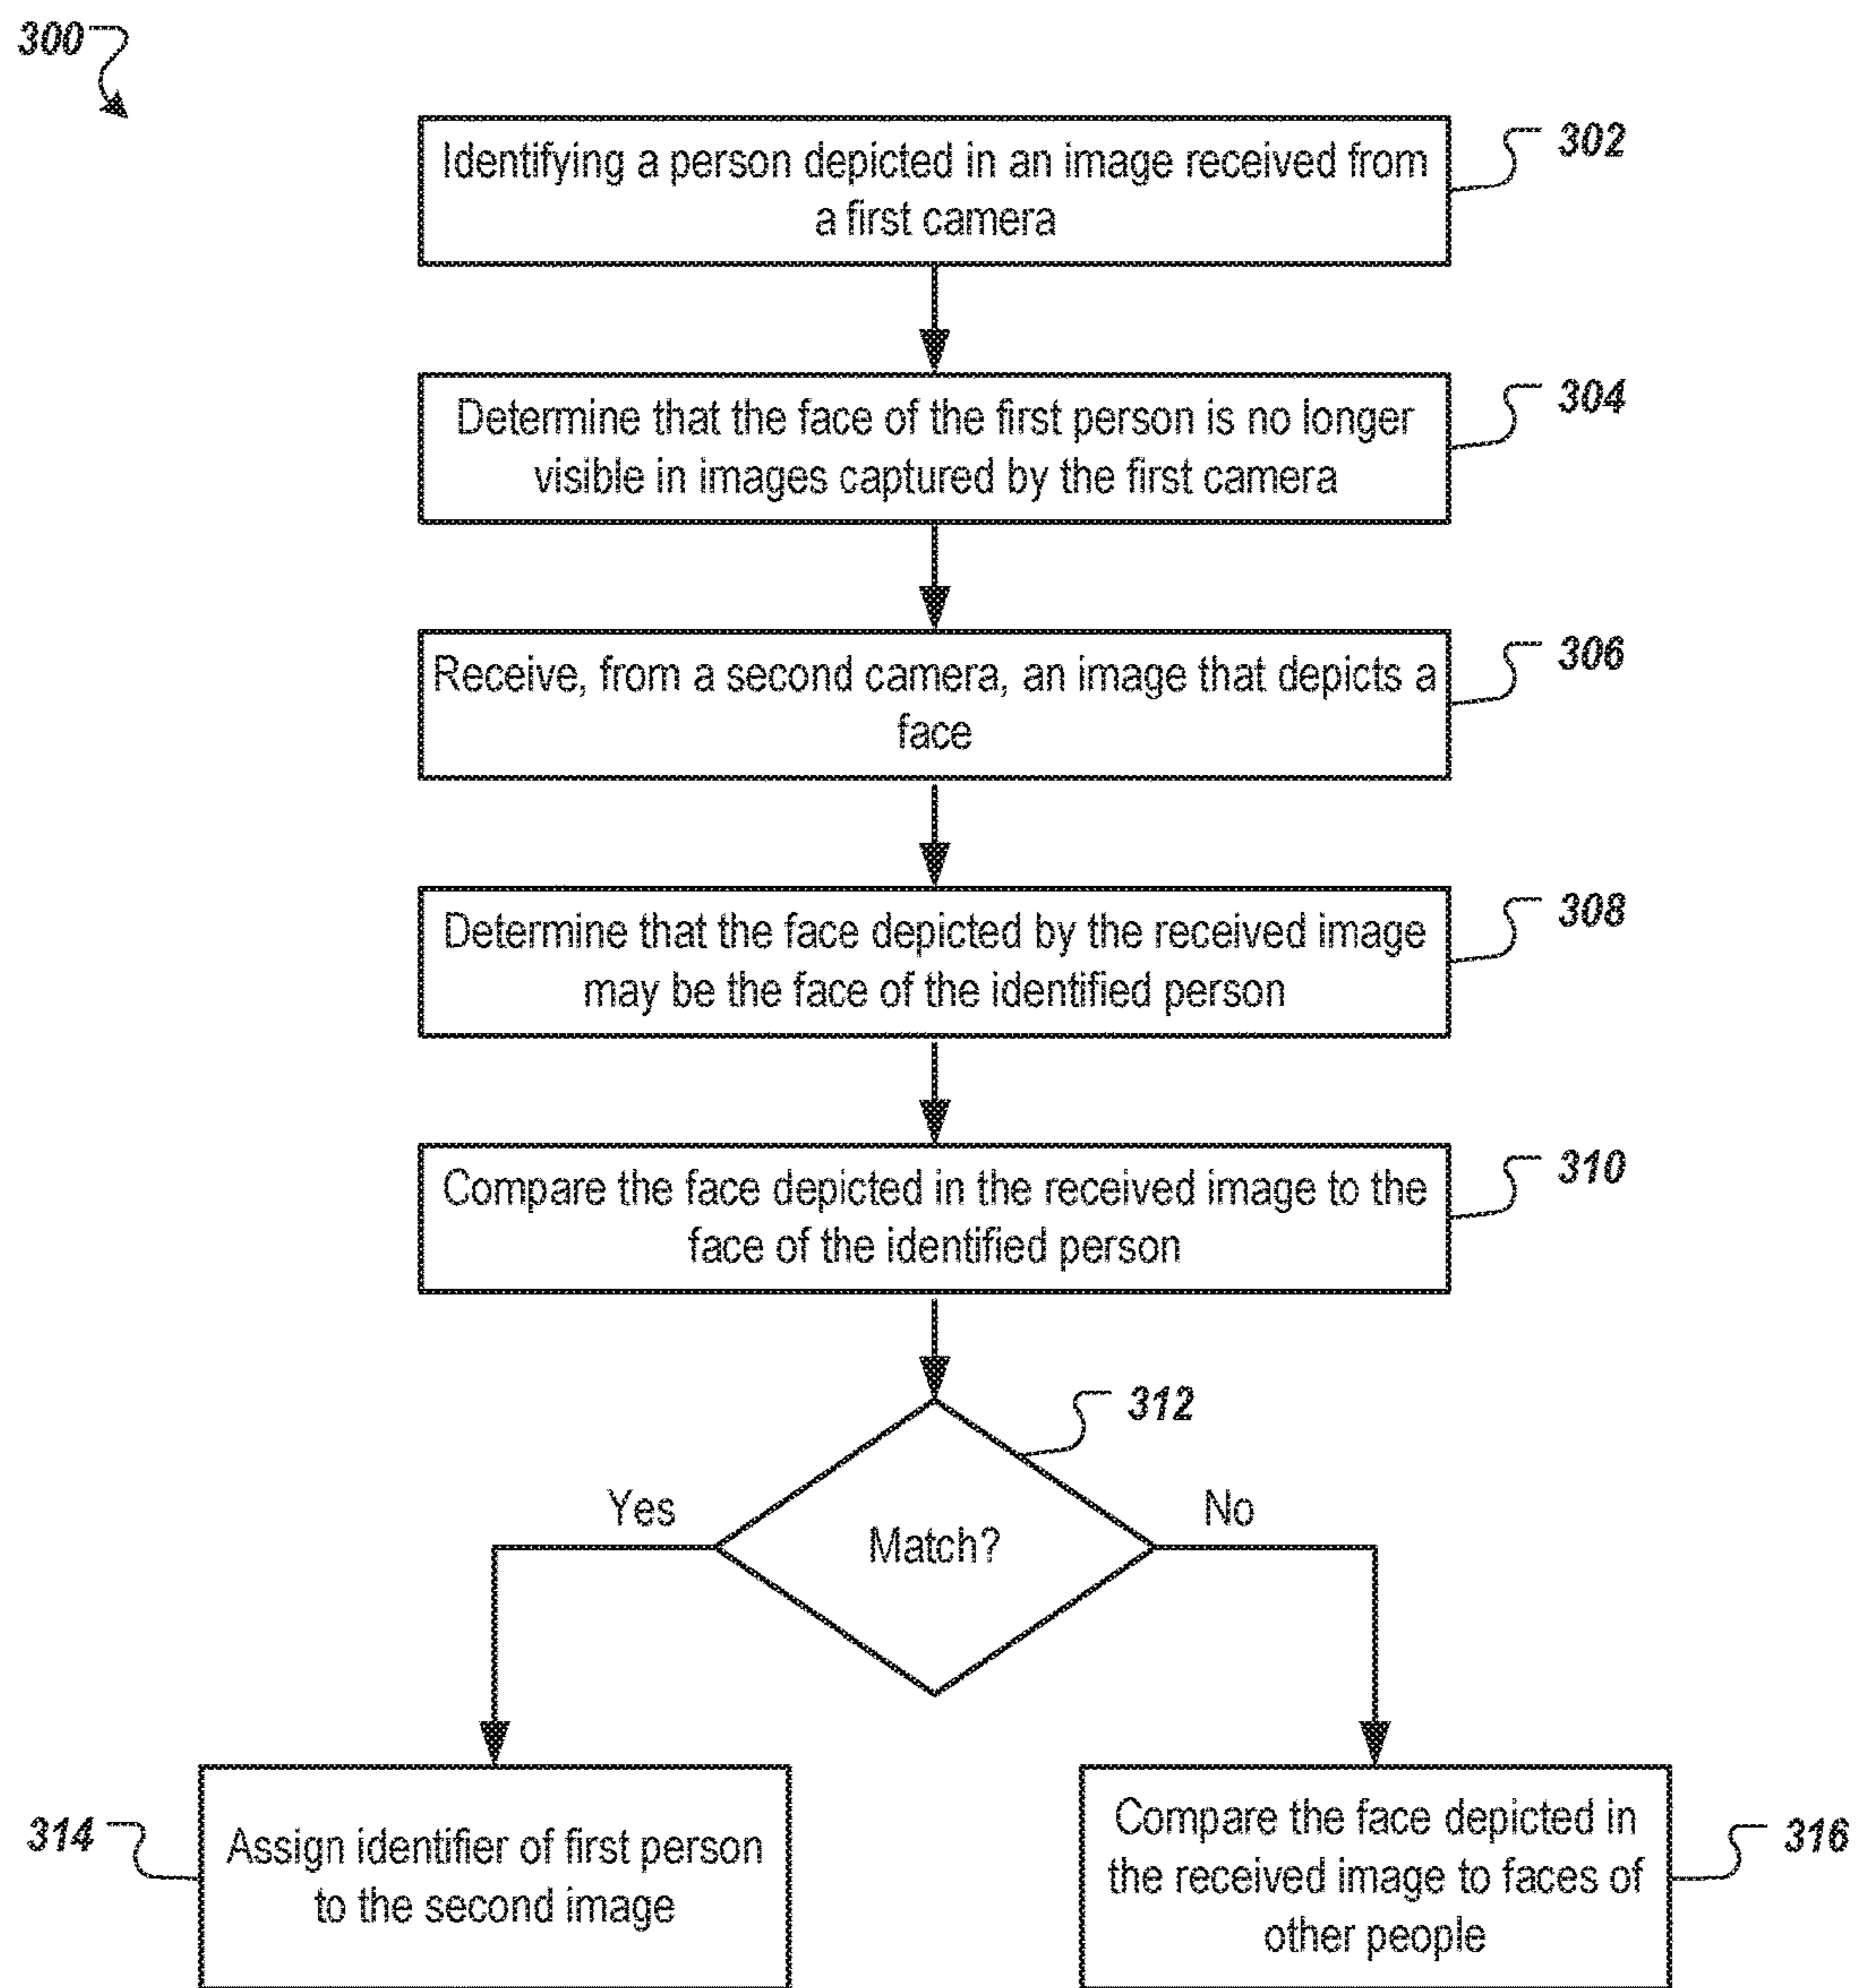 300
Identifying a person depicted in an image received from
a first camera
302
Determine that the face of the first person is no longer
visible in images captured by the first camera
304
Receive, from a second camera, an image that depicts a
face
306
Determine that the face depicted by the received image
may be the face of the identified person
308
Compare the face depicted in the received image to the
face of the identified person
310
312
Yes
Match?
No
314
Assign identifier of first person
to the second image
Compare the face depicted in
the received image to faces of
other people
316